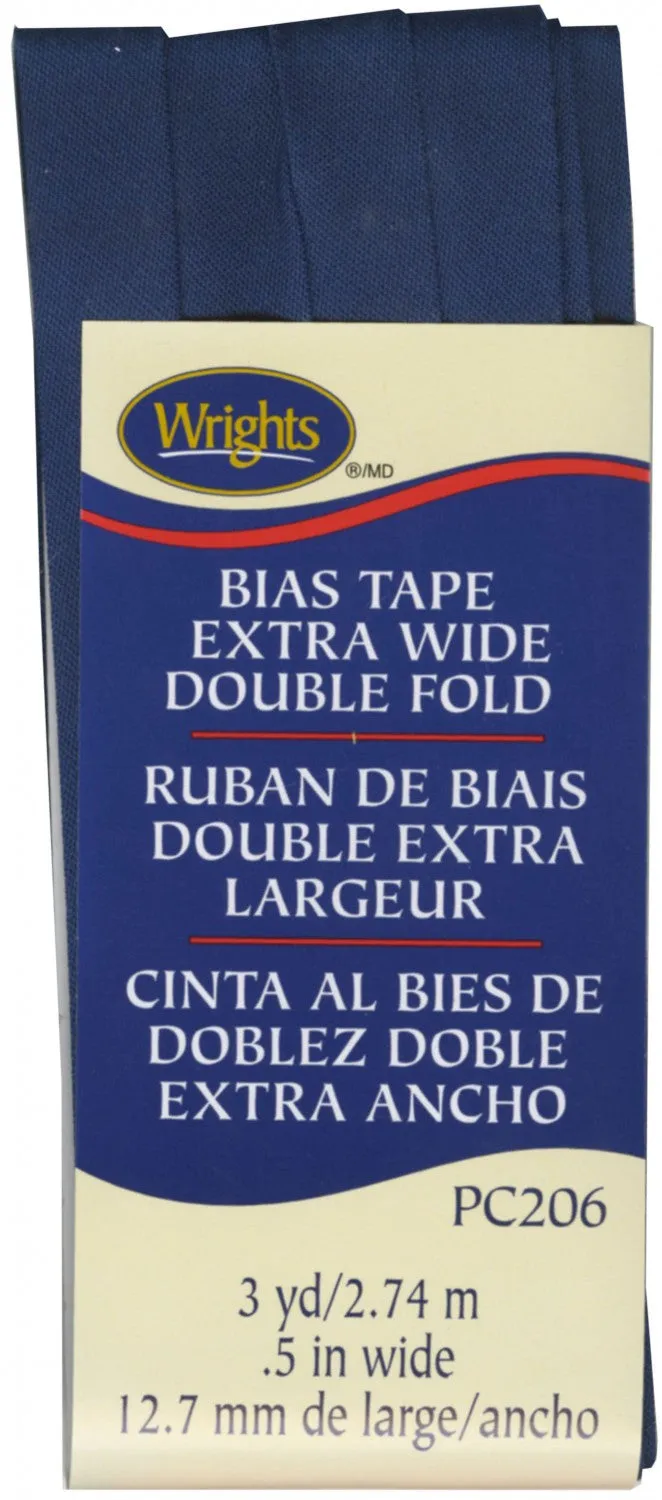 Wrights
®/MD
BIAS TAPE
EXTRA WIDE
DOUBLE FOLD
RUBAN DE BIAIS
DOUBLE EXTRA
LARGEUR
CINTA AL BIES DE
DOBLEZ DOBLE
EXTRA ANCHO
PC206
3 yd/2.74 m
.5 in wide
12.7 mm de large/ancho